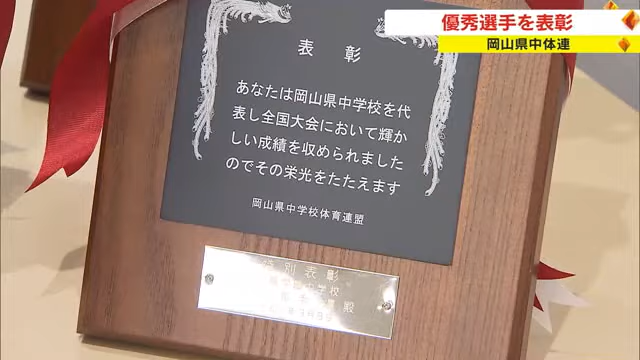 優秀選手を表彰
岡山県中体連
表彰
あなたは岡山県中学校を代
表し全国大会において輝か
しい成績を収められました
のでその栄光をたたえます
岡山県中学校体育連盟
特別表彰
中学校
殿